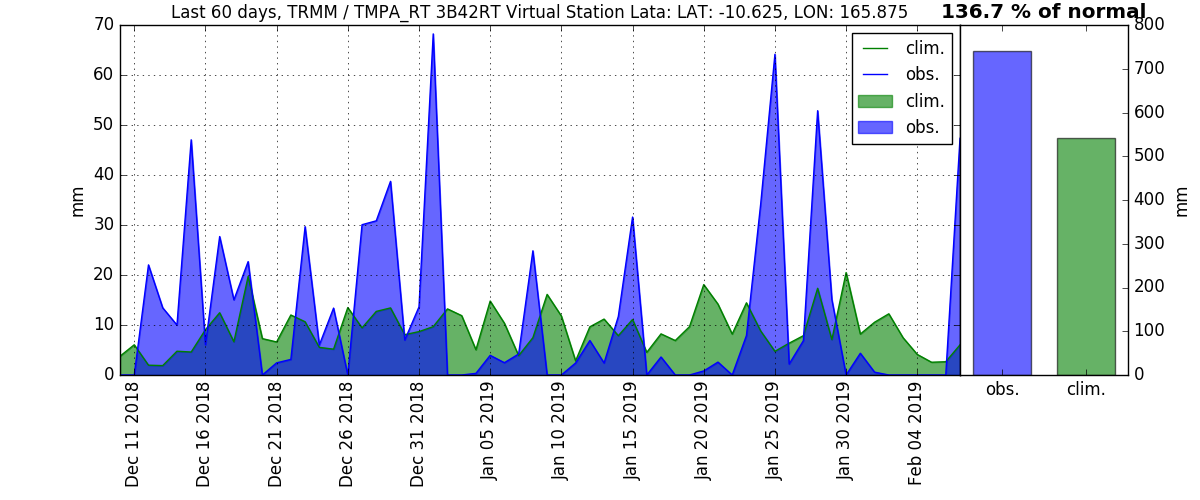 Last 60 days, TRMM / TMPA_RT 3B42RT Virtual Station Lata: LAT: -10.625, LON: 165.875
136.7 % of normal
70
60
50
40
30
20
10
0
mm
clim.
obs.
clim.
obs.
Dec 11 2018
Dec 16 2018
Dec 21 2018
Dec 26 2018
Dec 31 2018
Jan 05 2019
Jan 10 2019
Jan 15 2019
Jan 20 2019
Jan 25 2019
Jan 30 2019
Feb 04 2019
800
700
600
500
400
300
200
100
0
mm
obs.
clim.